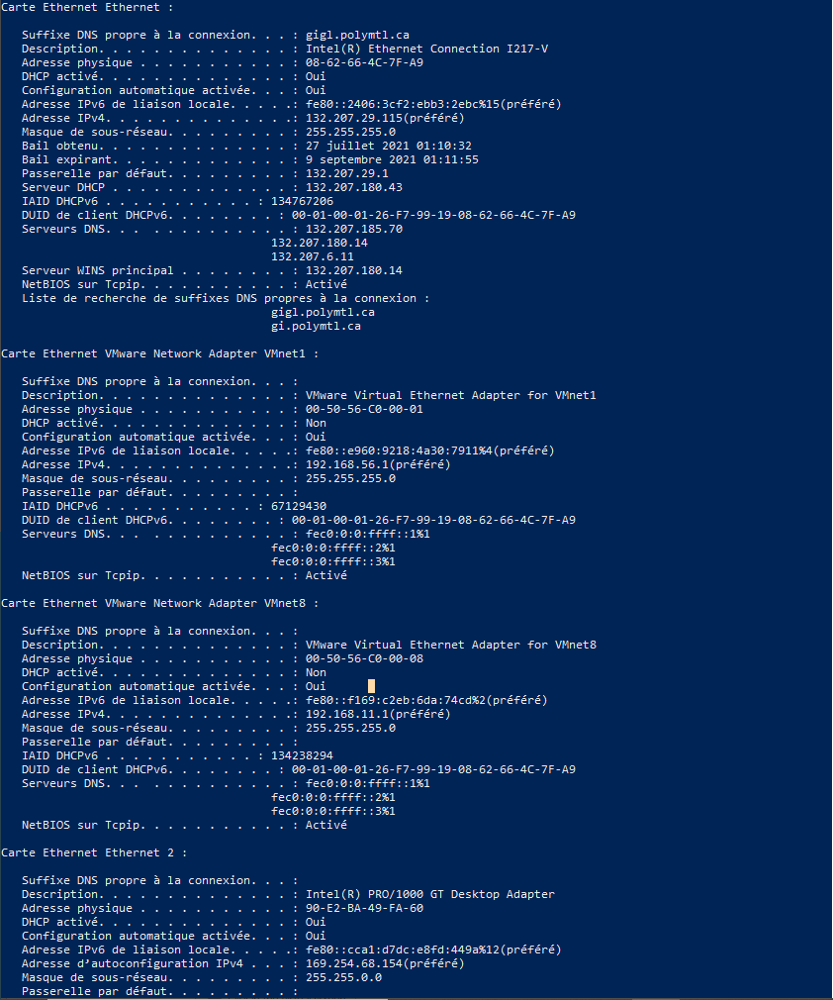 Carte Ethernet Ethernet :
Suffixe DNS propre à la connexion. . . : gigl.polymtl.ca
Description. . . . . . . . . . . . . . : Intel(R) Ethernet Connection I217-V
Adresse physique . . . . . . . . . . . : 08-62-66-4C-7F-A9
DHCP activé. . . . . . . . . . . . . . : Oui
Configuration automatique activée. . . : Oui
Adresse IPv6 de liaison locale. . . . .: fe80::2406:3cf2:ebb3:2ebc%15(préféré)
Adresse IPv4. . . . . . . . . . . . . .: 132.207.29.115(préféré)
Masque de sous-réseau. . . . . . . . . : 255.255.255.0
Bail obtenu. . . . . . . . . . . . . . : 27 juillet 2021 01:10:32
Bail expirant. . . . . . . . . . . . . : 9 septembre 2021 01:11:55
Passerelle par défaut. . . . . . . . . : 132.207.29.1
Serveur DHCP . . . . . . . . . . . . . : 132.207.180.43
IAID DHCPv6 . . . . . . . . . . . : 134767206
DUID de client DHCPv6. . . . . . . . : 00-01-00-01-26-F7-99-19-08-62-66-4C-7F-A9
Serveurs DNS. . . . . . . . . . . . . : 132.207.185.70
132.207.180.14
132.207.6.11
Serveur WINS principal . . . . . . . . : 132.207.180.14
NetBIOS sur Tcpip. . . . . . . . . . . : Activé
Liste de recherche de suffixes DNS propres à la connexion :
gigl.polymtl.ca
gi.polymtl.ca
Carte Ethernet VMware Network Adapter VMnet1 :
Suffixe DNS propre à la connexion. . . :
Description. . . . . . . . . . . . . . : VMware Virtual Ethernet Adapter for VMnet1
Adresse physique . . . . . . . . . . . : 00-50-56-C0-00-01
DHCP activé. . . . . . . . . . . . . . : Non
Configuration automatique activée. . . : Oui
Adresse IPv6 de liaison locale. . . . .: fe80::e960:9218:4a30:7911%4(préféré)
Adresse IPv4. . . . . . . . . . . . . .: 192.168.56.1(préféré)
Masque de sous-réseau. . . . . . . . . : 255.255.255.0
Passerelle par défaut. . . . . . . . . :
IAID DHCPv6 . . . . . . . . . . . : 67129430
DUID de client DHCPv6. . . . . . . . : 00-01-00-01-26-F7-99-19-08-62-66-4C-7F-A9
Serveurs DNS. . . . . . . . . . . . . : fec0:0:0:ffff::1%1
fec0:0:0:ffff::2%1
fec0:0:0:ffff::3%1
NetBIOS sur Tcpip. . . . . . . . . . . : Activé
Carte Ethernet VMware Network Adapter VMnet8 :
Suffixe DNS propre à la connexion. . . :
Description. . . . . . . . . . . . . . : VMware Virtual Ethernet Adapter for VMnet8
Adresse physique . . . . . . . . . . . : 00-50-56-C0-00-08
DHCP activé. . . . . . . . . . . . . . : Non
Configuration automatique activée. . . : Oui
Adresse IPv6 de liaison locale. . . . .: fe80::f169:c2eb:6da:74cd%2(préféré)
Adresse IPv4. . . . . . . . . . . . . .: 192.168.11.1(préféré)
Masque de sous-réseau. . . . . . . . . : 255.255.255.0
Passerelle par défaut. . . . . . . . . :
IAID DHCPv6 . . . . . . . . . . . : 134238294
DUID de client DHCPv6. . . . . . . . : 00-01-00-01-26-F7-99-19-08-62-66-4C-7F-A9
Serveurs DNS. . . . . . . . . . . . . : fec0:0:0:ffff::1%1
fec0:0:0:ffff::2%1
fec0:0:0:ffff::3%1
NetBIOS sur Tcpip. . . . . . . . . . . : Activé
Carte Ethernet Ethernet 2 :
Suffixe DNS propre à la connexion. . . :
Description. . . . . . . . . . . . . . : Intel(R) PRO/1000 GT Desktop Adapter
Adresse physique . . . . . . . . . . . : 90-E2-BA-49-FA-60
DHCP activé. . . . . . . . . . . . . . : Oui
Configuration automatique activée. . . : Oui
Adresse IPv6 de liaison locale. . . . .: fe80::cca1:d7dc:e8fd:449a%12(préféré)
Adresse d’autoconfiguration IPv4 . . . : 169.254.68.154(préféré)
Masque de sous-réseau. . . . . . . . . : 255.255.0.0
Passerelle par défaut. . . . . . . . . :